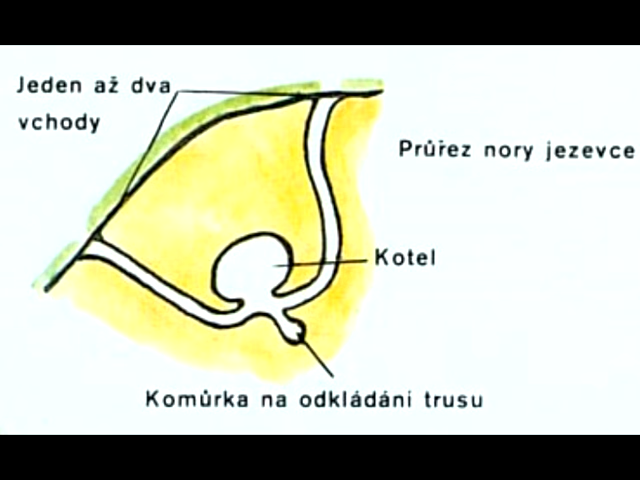 Jeden až dva
vchody
Průřez nory jezevce
Kotel
Komůrka na odkládání trusu